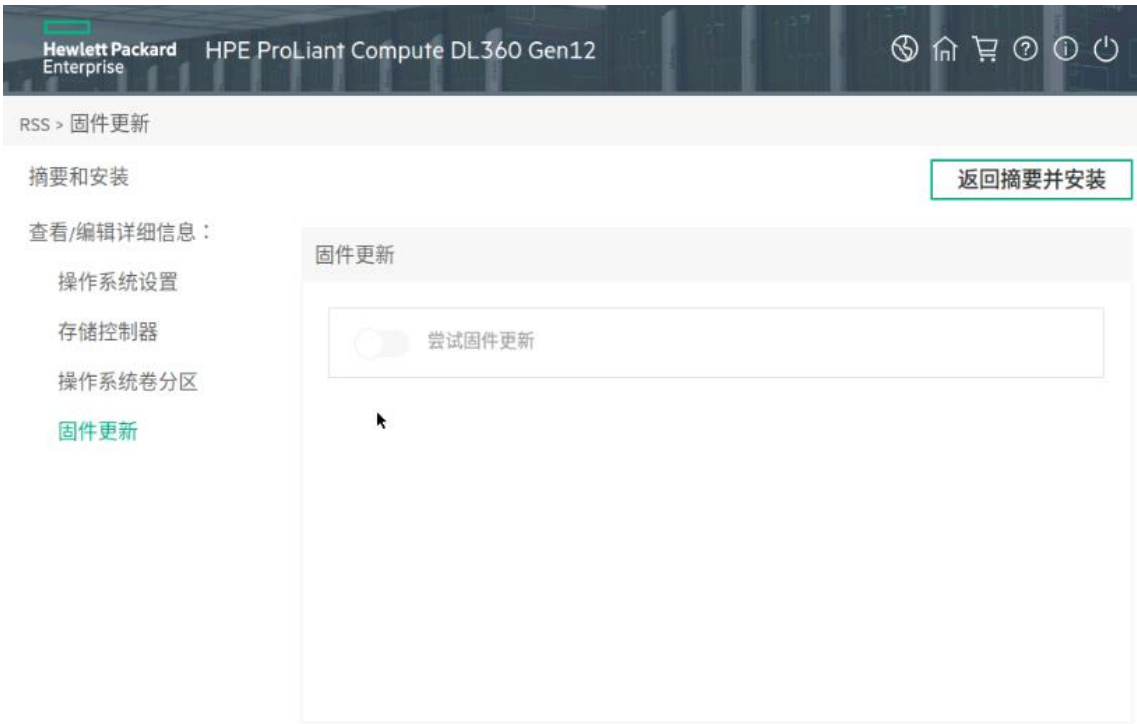 Hewlett Packard
Enterprise
HPE ProLiant Compute DL360 Gen12
RSS > 固件更新
摘要和安装
返回摘要并安装
查看/编辑详细信息：
固件更新
操作系统设置
尝试固件更新
存储控制器
操作系统卷分区
固件更新